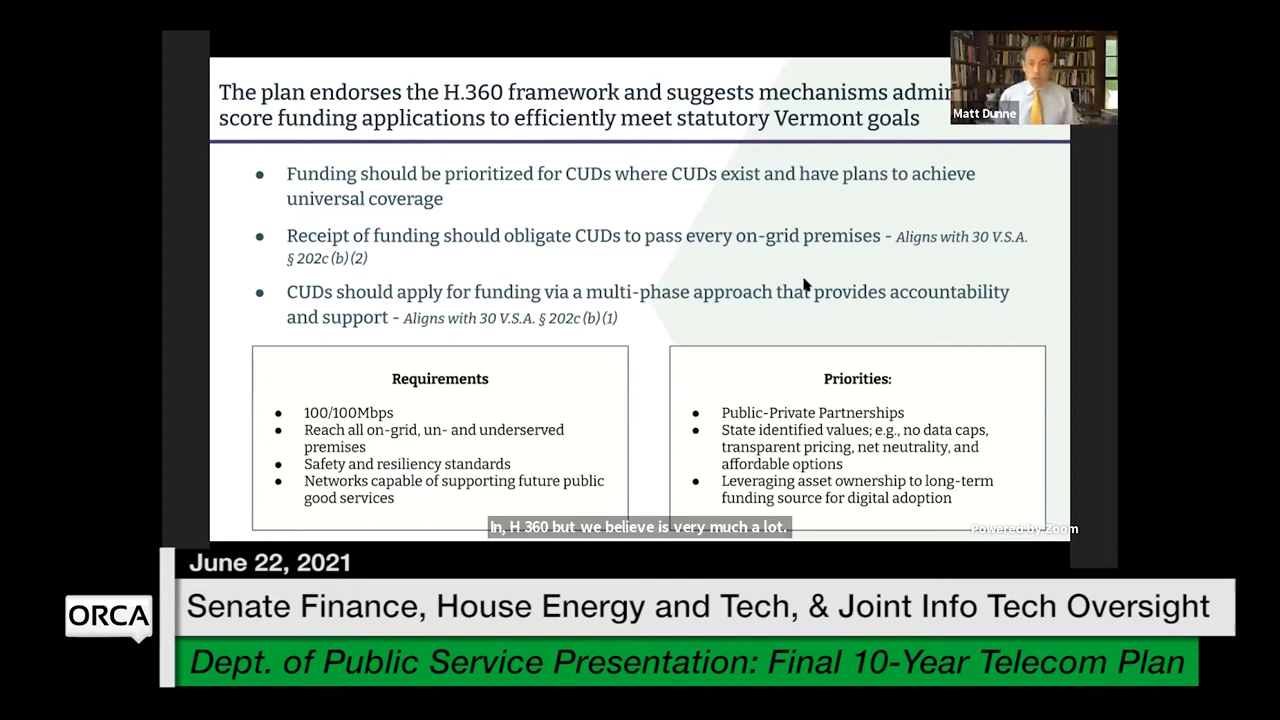 The plan endorses the H.360 framework and suggests mechanisms
score funding applications to efficiently meet statutory Vermont goals
Matt Dunne
● Funding should be prioritized for CUDs where CUDs exist and have plans to achieve
universal coverage
● Receipt of funding should obligate CUDs to pass every on-grid premises - Aligns with 30 V.S.A.
§ 202c (b) (2)
● CUDs should apply for funding via a multi-phase approach that provides accountability
and support - Aligns with 30 V.S.A. § 202c (b) (1)
Requirements
● 100/100Mbps
● Reach all on-grid, un- and underserved
premises
● Safety and resiliency standards
● Networks capable of supporting future public
good services
Priorities:
● Public-Private Partnerships
● State identified values; e.g., no data caps,
transparent pricing, net neutrality, and
affordable options
● Leveraging asset ownership to long-term
funding source for digital adoption
In, H 360 but we believe is very much a lot.
Powered by Zoom
June 22, 2021
ORCA
Senate Finance, House Energy and Tech, & Joint Info Tech Oversight
Dept. of Public Service Presentation: Final 10-Year Telecom Plan